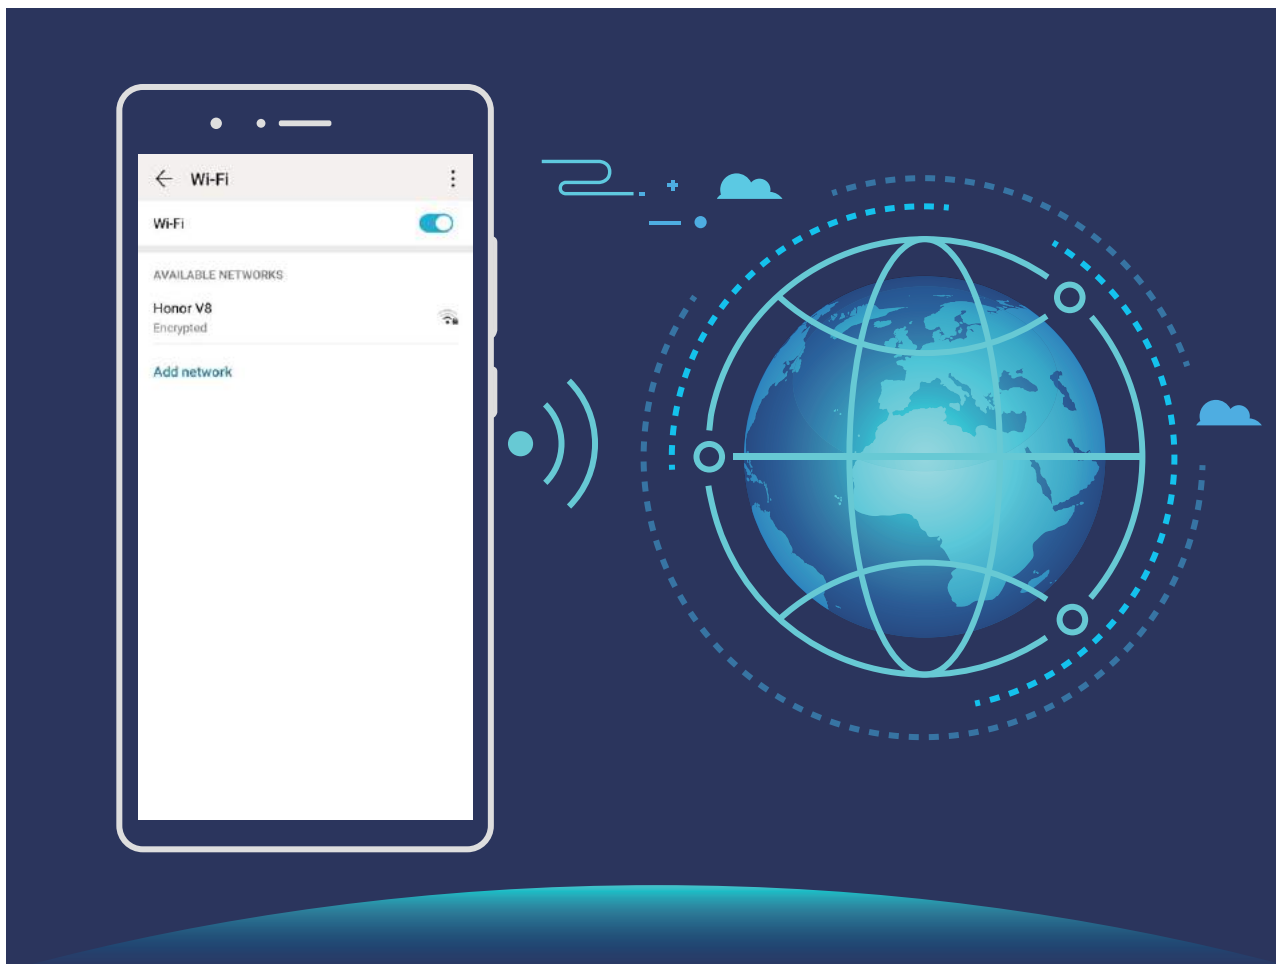 Wi-Fi
Wi-Fi
AVAILABLE NETWORKS
Honor V8
Encrypted
Add network